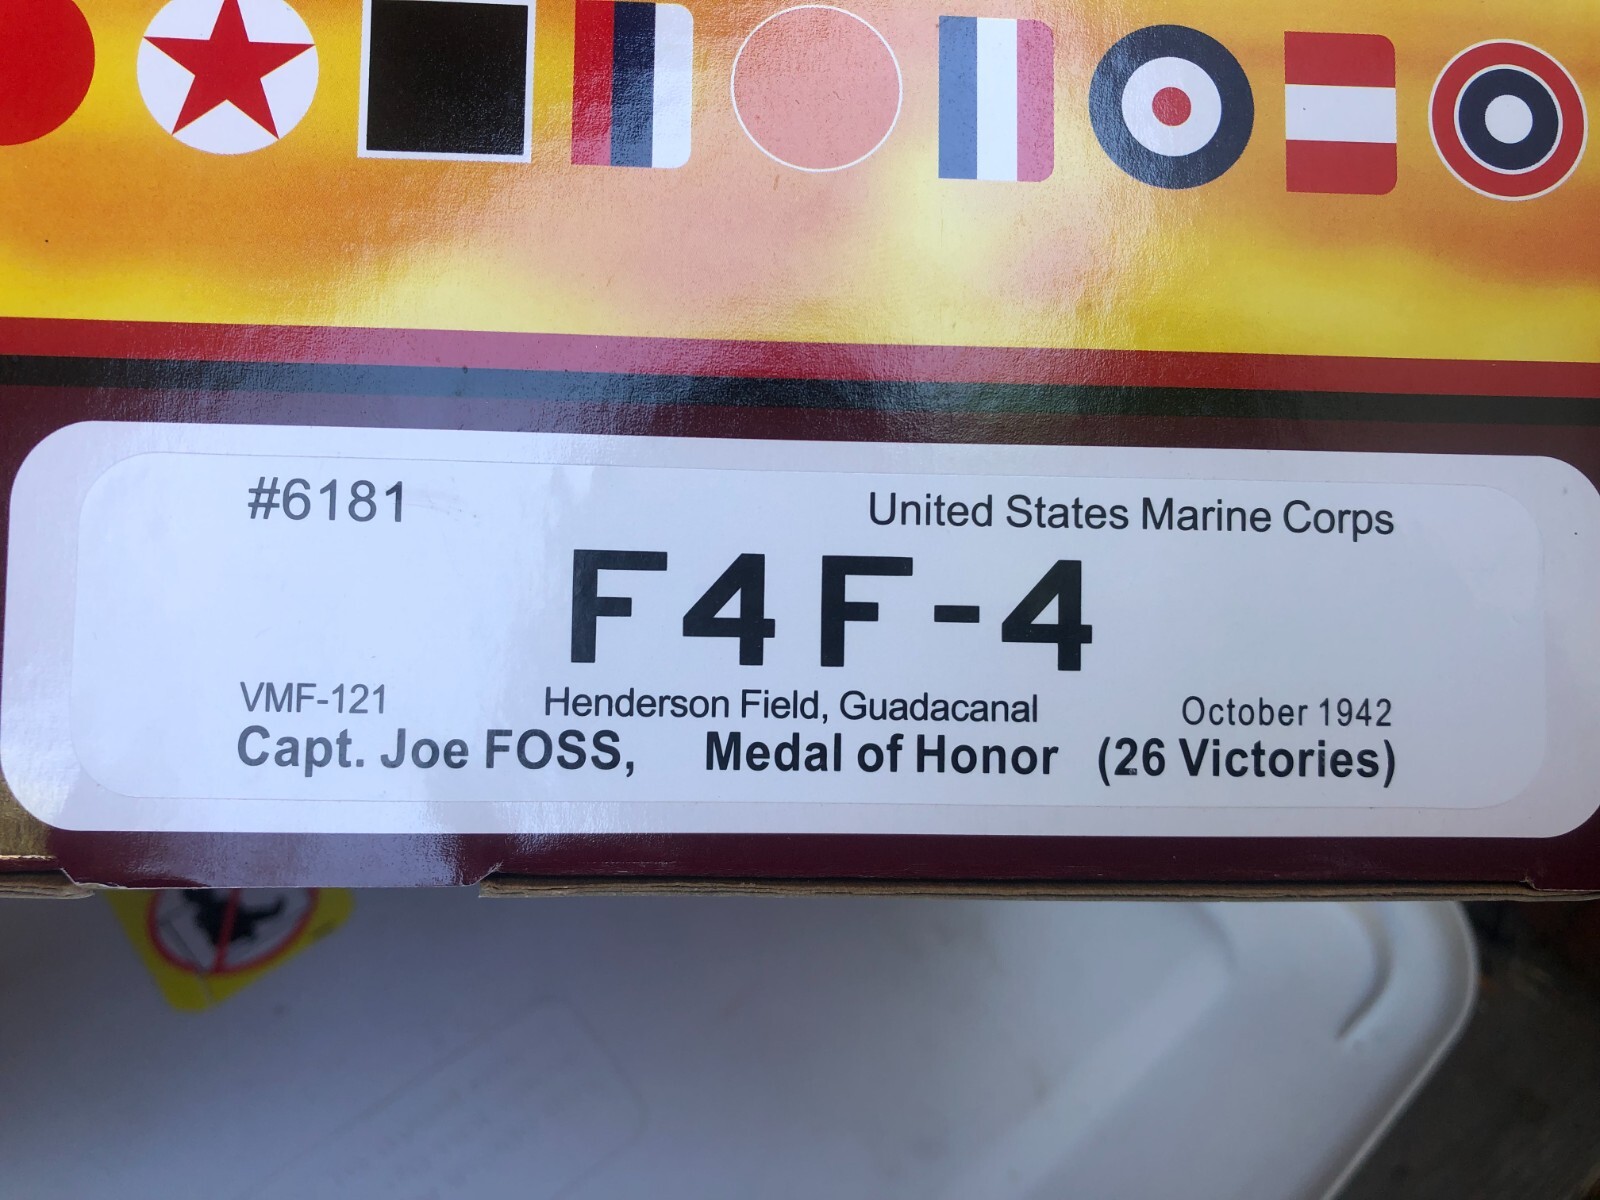 #6181
United States Marine Corps
F4F-4
VMF-121 Henderson Field, Guadacanal October 1942
Capt. Joe FOSS, Medal of Honor (26 Victories)